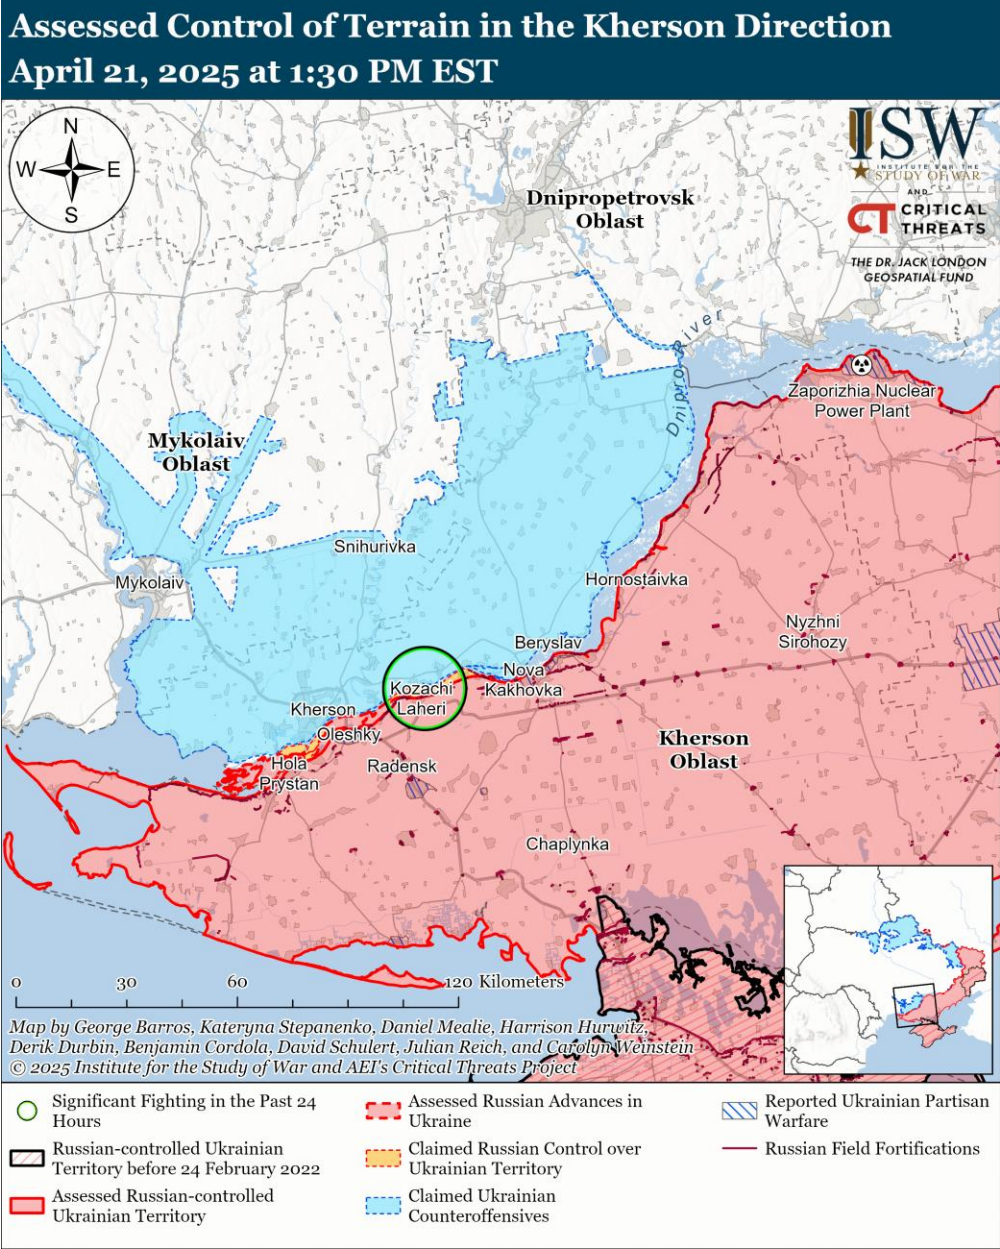 Assessed Control of Terrain in the Kherson Direction
April 21, 2025 at 1:30 PM EST
N
W
E
S
ISW
INSTITUTE FOR THE
STUDY OF WAR
AND
CT CRITICAL
THREATS
THE DR. JACK LONDON
GEOSPATIAL FUND
Dnipropetrovsk
Oblast
Dnipro River
Zaporizhia Nuclear
Power Plant
Mykolaiv
Oblast
Snihurivka
Mykolaiv
Hornostaivka
Nyzhni
Sirohozy
Beryslav
Nova
Kakhovka
Kozachi
Laheri
Kherson
Oleshky
Kherson
Oblast
Hola
Prystan
Radensk
Chaplynka
0
30
60
120 Kilometers
Map by George Barros, Kateryna Stepanenko, Daniel Mealie, Harrison Hurwitz,
Derik Durbin, Benjamin Cordola, David Schulert, Julian Reich, and Carolyn Weinstein
© 2025 Institute for the Study of War and AEI's Critical Threats Project
Significant Fighting in the Past 24
Hours
Russian-controlled Ukrainian
Territory before 24 February 2022
Assessed Russian-controlled
Ukrainian Territory
Assessed Russian Advances in
Ukraine
Claimed Russian Control over
Ukrainian Territory
Claimed Ukrainian
Counteroffensives
Reported Ukrainian Partisan
Warfare
Russian Field Fortifications